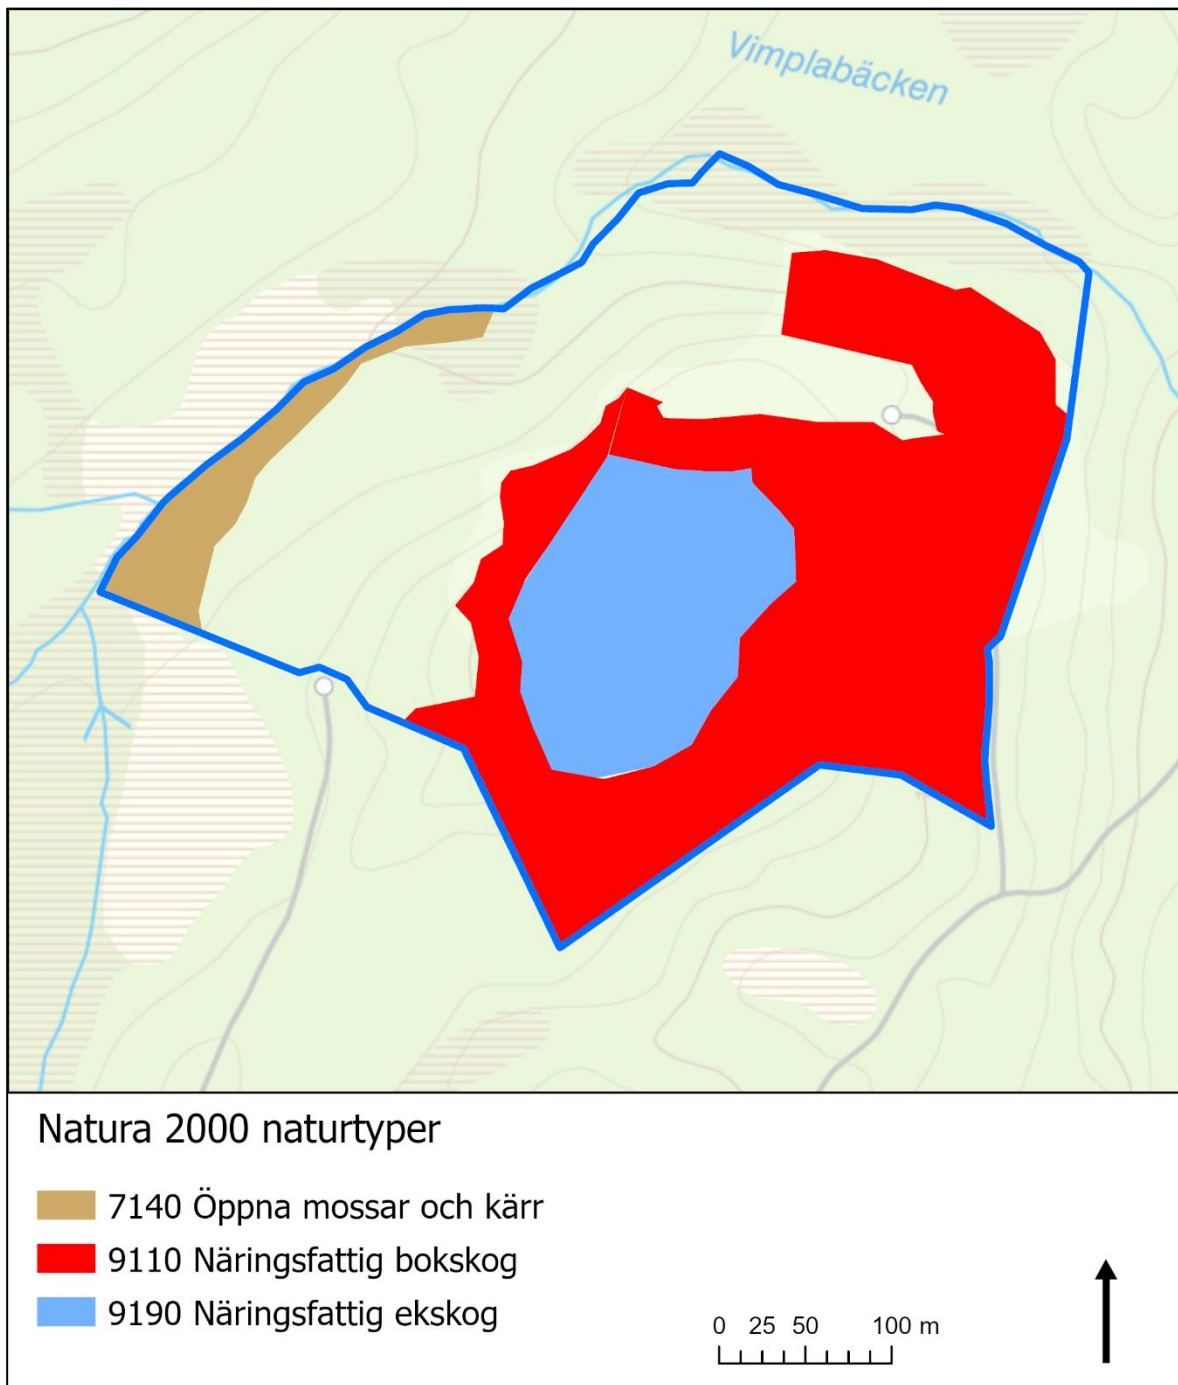 Vimplabäcken
Natura 2000 naturtyper
7140 Öppna mossar och kärr
9110 Näringsfattig bokskog
9190 Näringsfattig ekskog
0 25 50 100 m